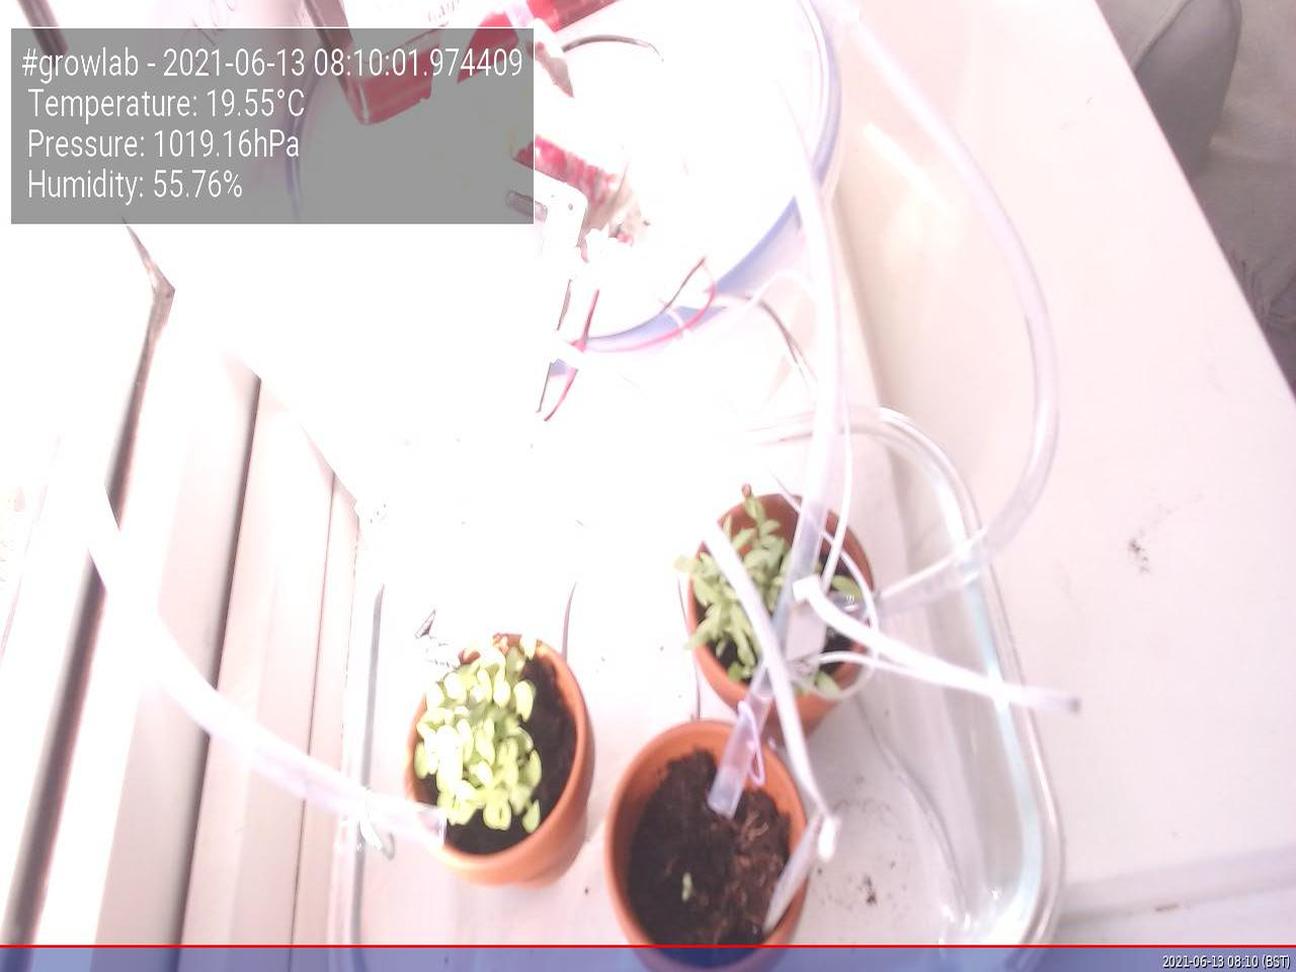 #growlab - 2021-06-13 08:10:01.974409
Temperature: 19.55°C
Pressure: 1019.16hPa
Humidity: 55.76%
2021-06-13 08:10 (BST)